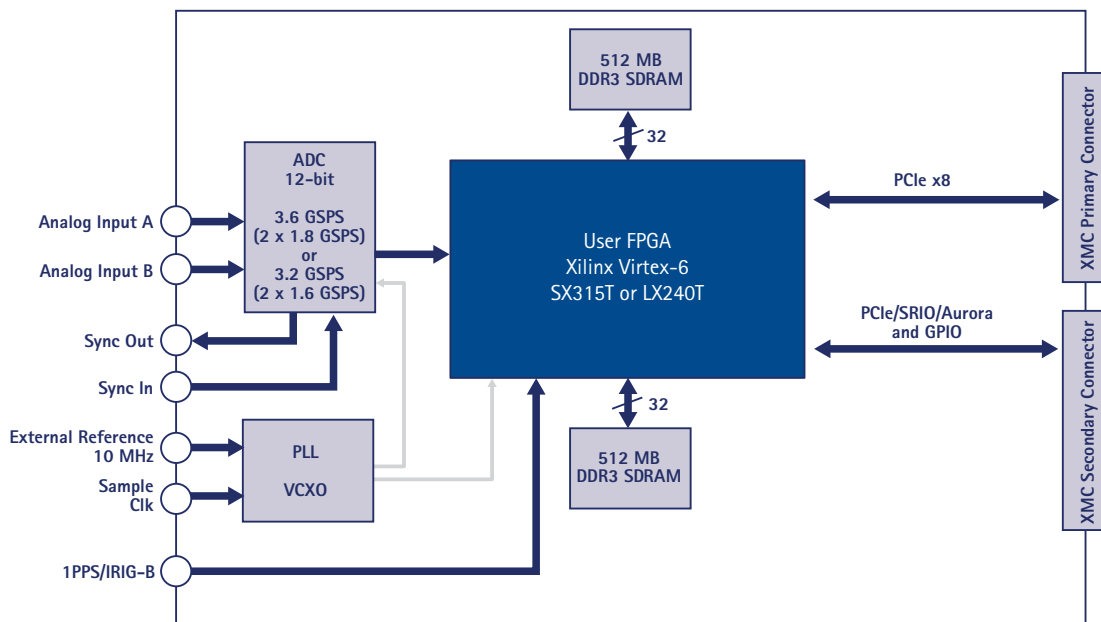 512 MB
DDR3 SDRAM
32
ADC
12-bit
3.6 GSPS
(2 x 1.8 GSPS)
or
3.2 GSPS
(2 x 1.6 GSPS)
Analog Input A
Analog Input B
Sync Out
Sync In
External Reference
10 MHz
Sample
Clk
1PPS/IRIG-B
PLL
VCXO
User FPGA
Xilinx Virtex-6
SX315T or LX240T
32
512 MB
DDR3 SDRAM
PCIe x8
PCIe/SRIO/Aurora
and GPIO
XMC Primary Connector
XMC Secondary Connector